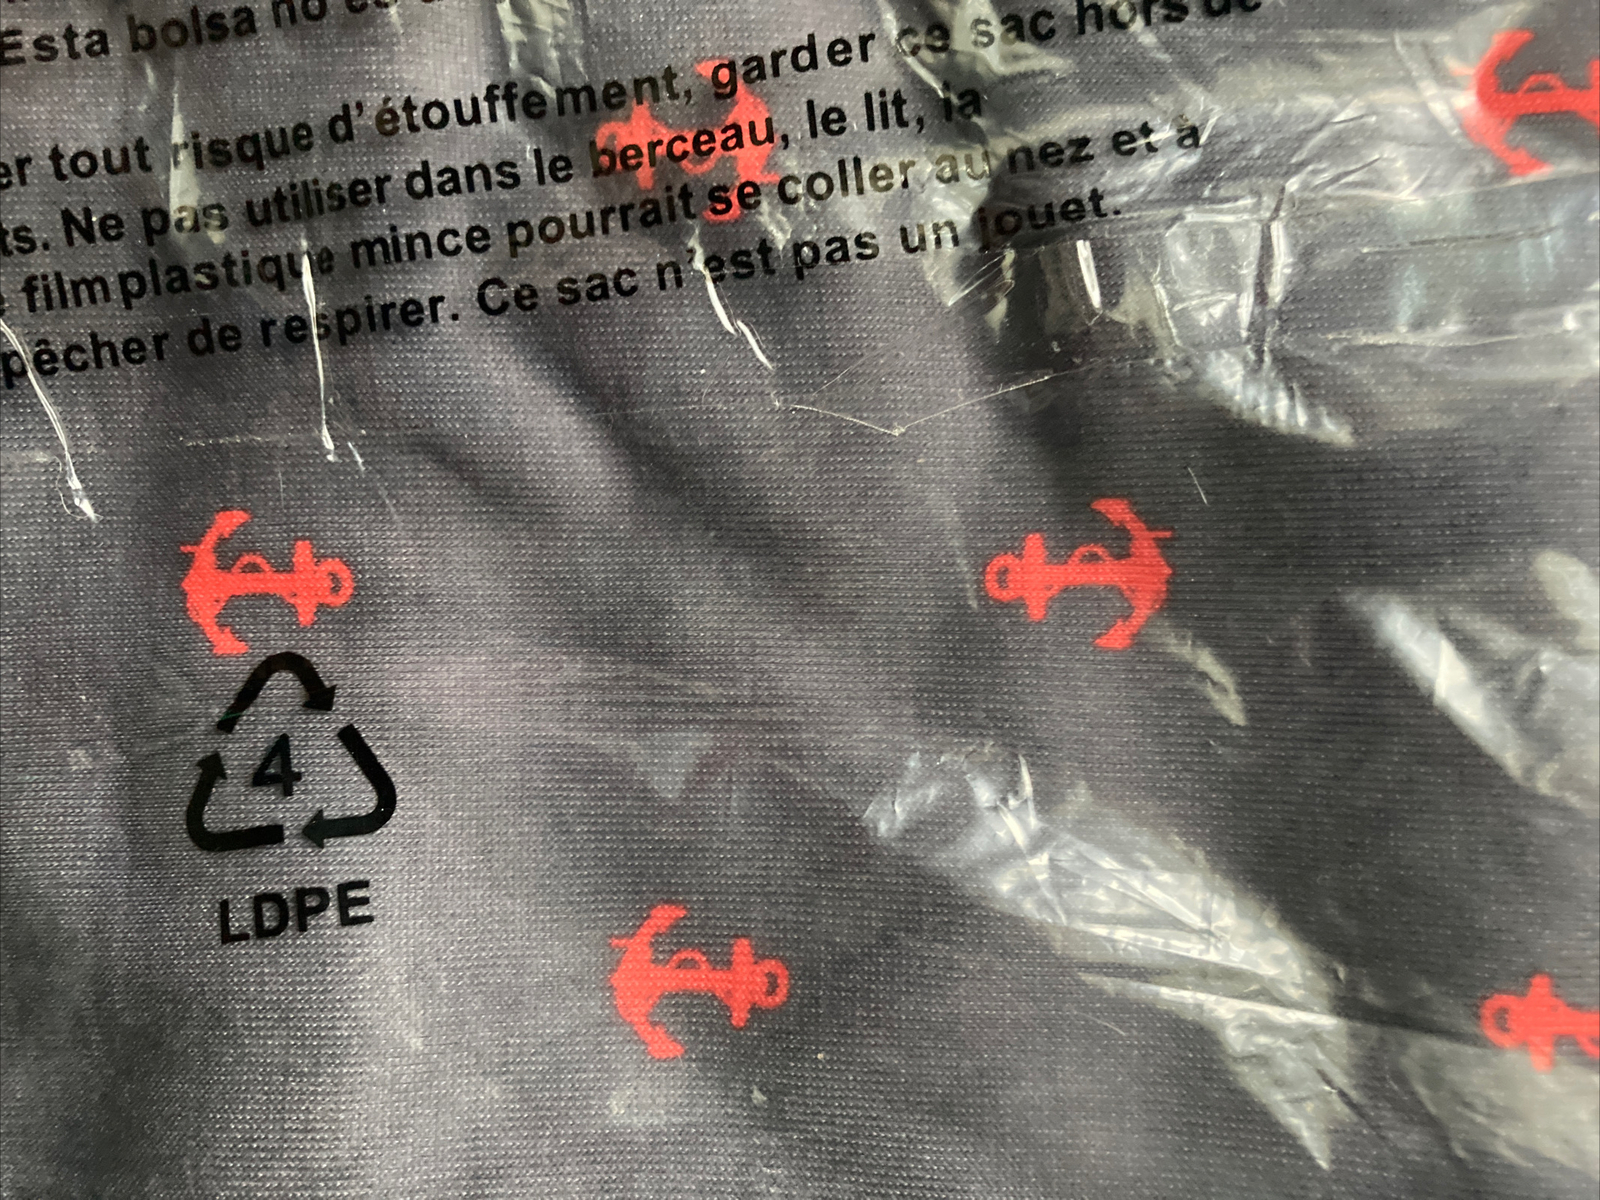 Esta bolsa no es
er tout risque d'étouffement, garder ce sac hors de
ts. Ne pas utiliser dans le berceau, le lit, la
film plastique mince pourrait se coller au nez et à
pêcher de respirer. Ce sac n'est pas un jouet.
4
LDPE